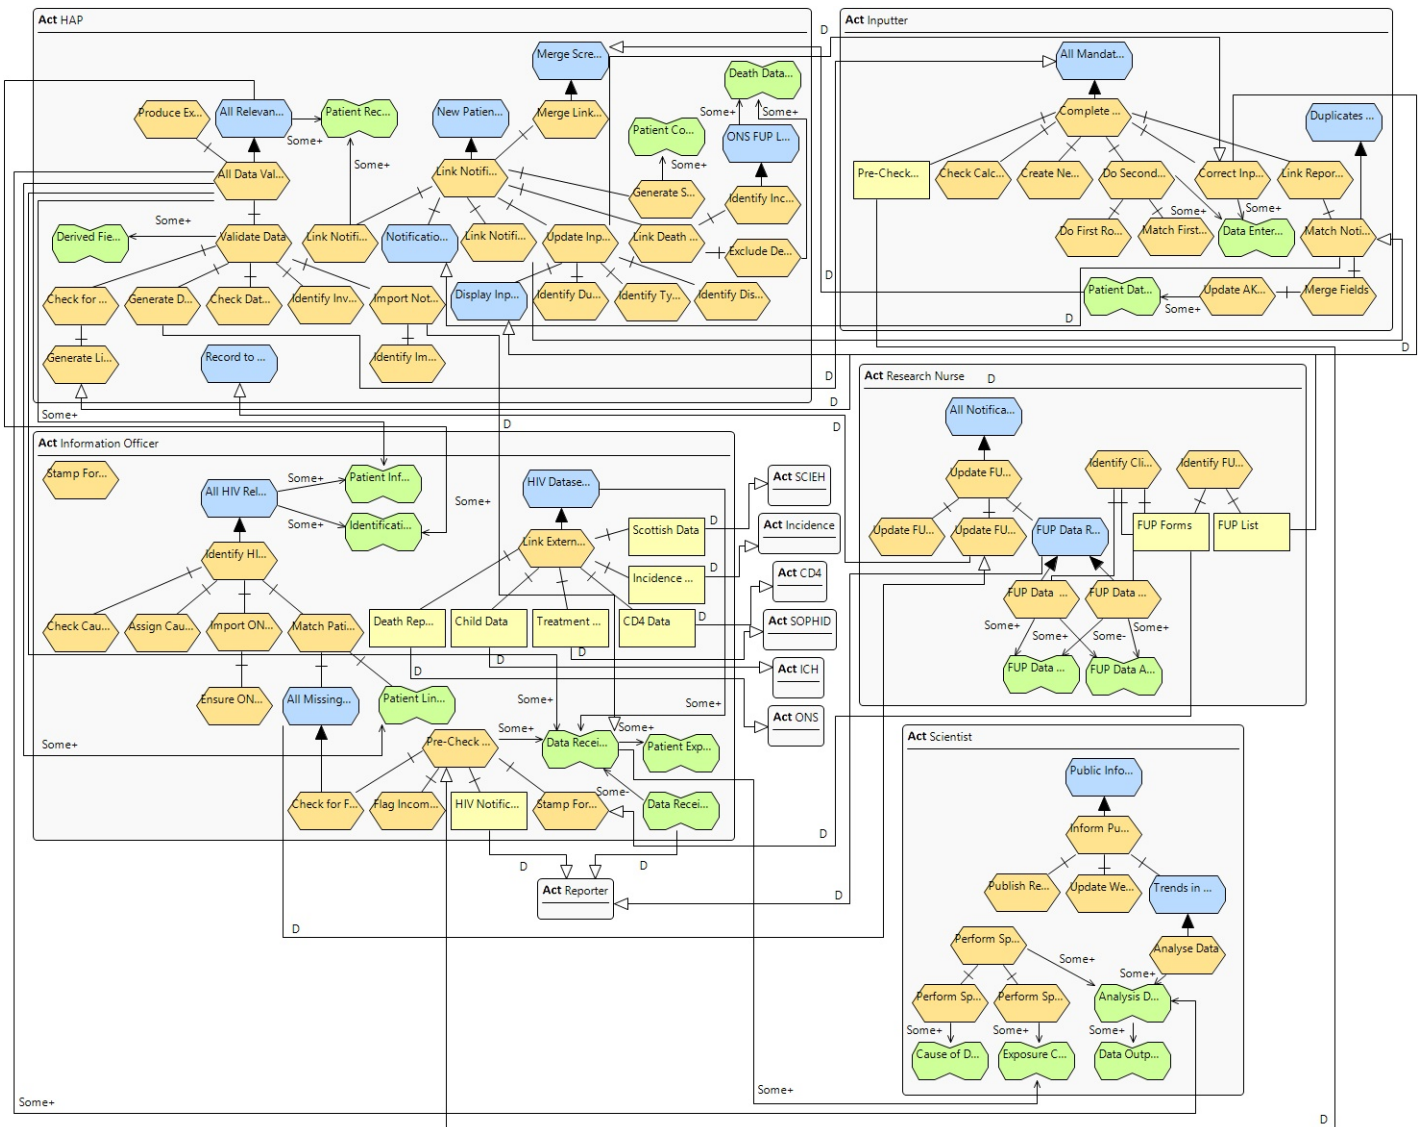 Act HAP
Merge Scre...
Death Data...
Produce Ex...
All Relevan...
Patient Rec...
New Patien...
Merge Link...
Some+
Some+
Some+
Patient Co...
ONS FUP L...
Some+
Some+
All Data Val...
Link Notifi...
Generate S...
Identify Inc...
Some+
Derived Fie...
Validate Data
Link Notifi...
Notificatio...
Link Notifi...
Update Inp...
Link Death ...
Exclude De...
Check for ...
Generate D...
Check Dat...
Identify Inv...
Import Not...
Display Inp...
Identify Du...
Identify Ty...
Identify Dis...
Generate Li...
Record to ...
Identify Im...
D
Act Inputter
All Mandat...
Complete ...
Duplicates ...
Pre-Check...
Check Calc...
Create Ne...
Do Second...
Correct Inp...
Link Repor...
Some+
Some+
Do First Ro...
Match First...
Data Enter...
Match Noti...
D
Patient Dat...
Some+
Update AK...
Merge Fields
D
D
D
D
D
D
Some+
Act Research Nurse
D
All Notifica...
Update FU...
Identify Cli...
Identify FU...
Update FU...
Update FU...
FUP Data R...
FUP Forms
FUP List
FUP Data ...
FUP Data ...
Some+
Some+
Some-
Some+
FUP Data ...
FUP Data A...
Act Information Officer
Stamp For...
All HIV Rel...
Some+
Some+
Patient Inf...
Identificati...
Some+
HIV Datase...
Link Extern...
Scottish Data
Incidence ...
D
D
Identify HI...
Check Cau...
Assign Cau...
Import ON...
Match Pati...
Death Rep...
Child Data
Treatment ...
CD4 Data
D
D
D
D
Ensure ON...
All Missing...
Patient Lin...
Some+
Some+
Some+
Some+
Some+
Pre-Check ...
Data Recei...
Patient Exp...
Check for F...
Flag Incom...
HIV Notific...
Stamp For...
Some-
Data Recei...
Act SCIEH
Act Incidence
Act CD4
Act SOPHID
Act ICH
Act ONS
D
D
D
Act Reporter
D
D
Act Scientist
Public Info...
Inform Pu...
Publish Re...
Update We...
Trends in ...
Perform Sp...
Analyse Data
Some+
Some+
Perform Sp...
Perform Sp...
Analysis D...
Some+
Some+
Some+
Cause of D...
Exposure C...
Data Outp...
Some+
Some+
D